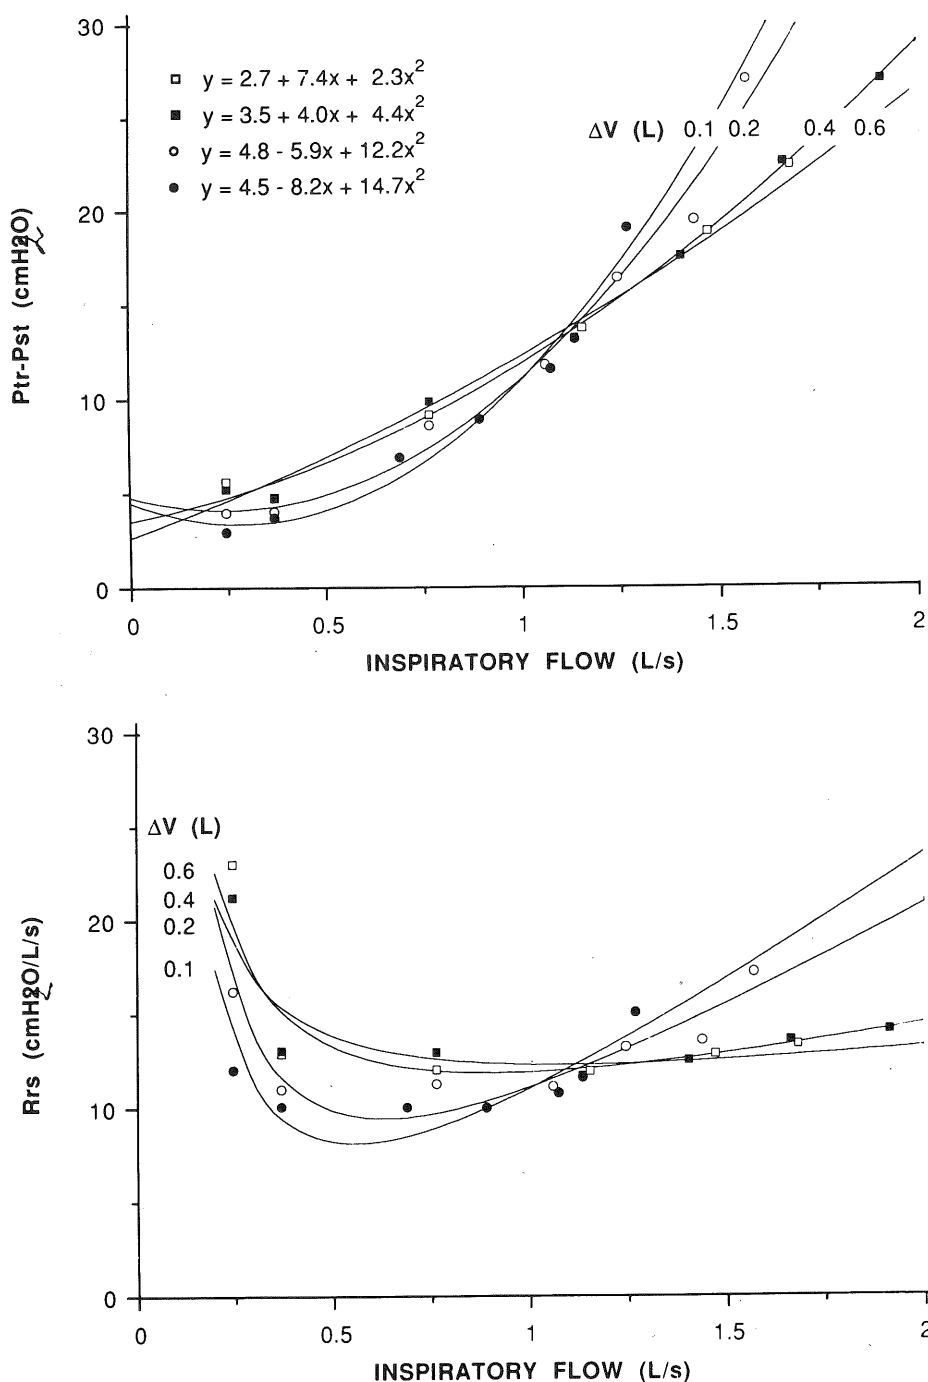 30
y = 2.7 + 7.4x + 2.3x²
y = 3.5 + 4.0x + 4.4x²
ΔV (L) 0.1 0.2 0.4 0.6
y = 4.8 - 5.9x + 12.2x²
y = 4.5 - 8.2x + 14.7x²
20
Ptr-Pst (cmH2O)
10
0
0 0.5 1 1.5 2
INSPIRATORY FLOW (L/s)
30
ΔV (L)
0.6
0.4
20
0.2
0.1
Rrs (cmH2O/L/s)
10
0
0 0.5 1 1.5 2
INSPIRATORY FLOW (L/s)